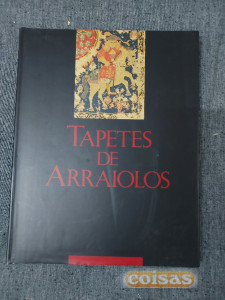 TAPETES
DE
ARRAIOLOS
coisas